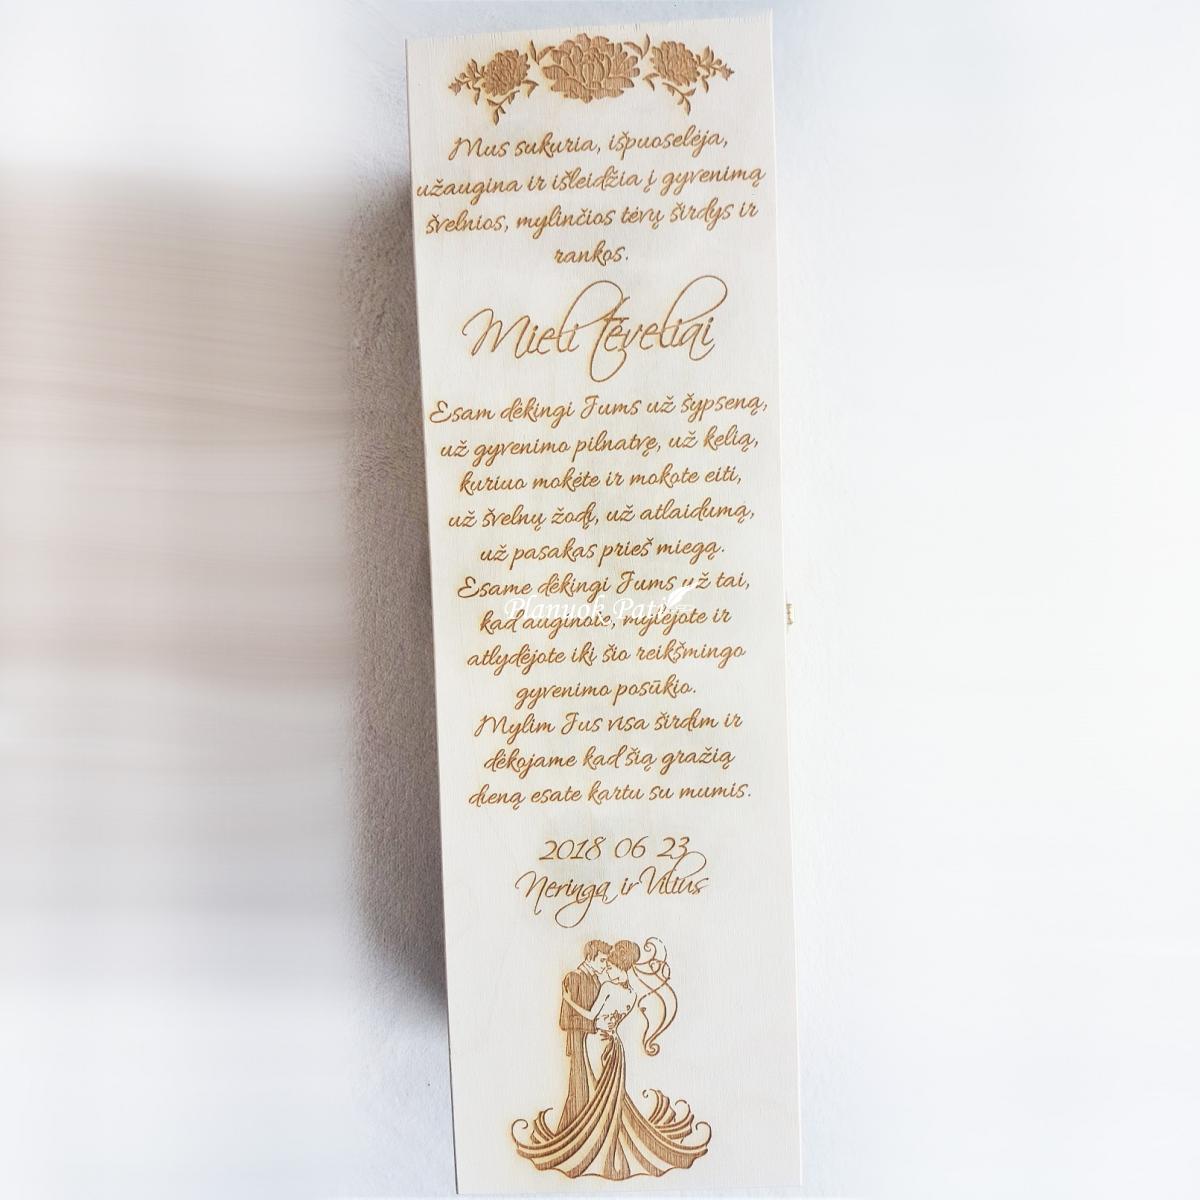 Mus sukuria, išpuoselėja,
užaugina ir išleidžia į gyvenimą
švelnios, mylinčios tėvų širdys ir
rankos.
Mieli tėveliai
Esam dėkingi Jums už šypseną,
už gyvenimo pilnatvę, už kelią,
kuriuo mokėte ir mokote eiti,
už švelnų žodį, už atlaidumą,
už pasakas prieš miegą.
Esame dėkingi Jums už tai,
Planuok Pati
kad auginote, mylėjote ir
atlydėjote iki šio reikšmingo
gyvenimo posūkio.
Mylim Jus visa širdim ir
dėkojame kad šią gražią
dieną esate kartu su mumis.
2018 06 23
Neringa ir Vilius